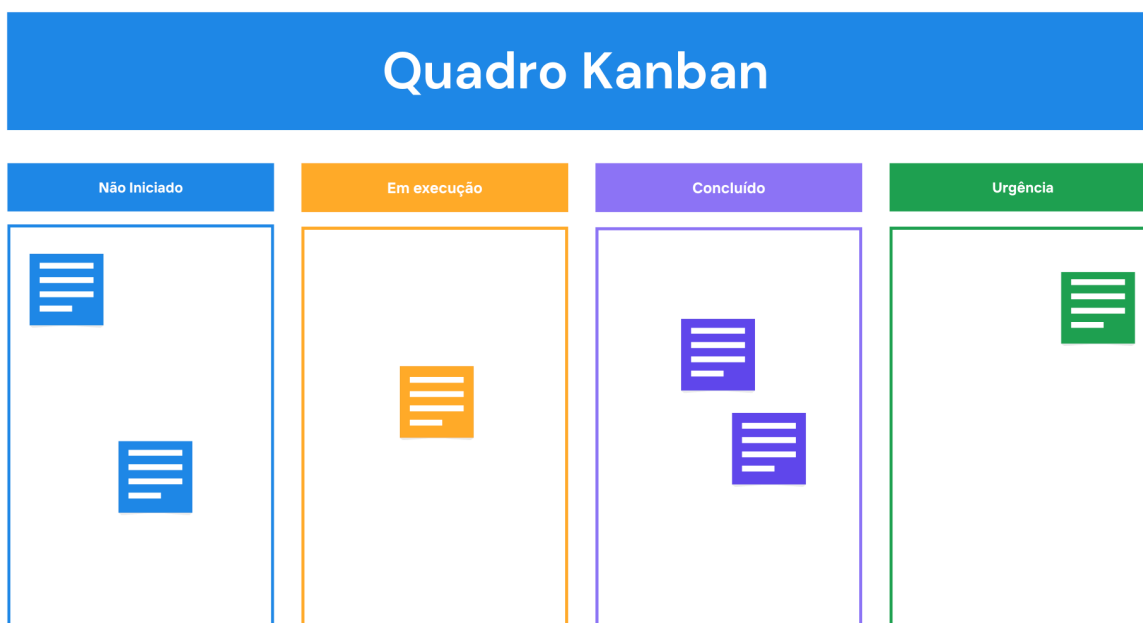 Quadro Kanban
Não Iniciado
Em execução
Concluído
Urgência